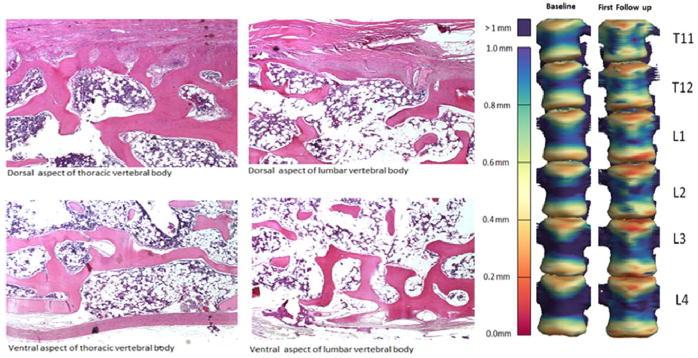 Dorsal aspect of thoracic vertebral body
Dorsal aspect of lumbar vertebral body
Ventral aspect of thoracic vertebral body
Ventral aspect of lumbar vertebral body
> 1 mm
1.0 mm
0.8 mm
0.6 mm
0.4 mm
0.2 mm
0.0mm
Baseline
First Follow up
T11
T12
L1
L2
L3
L4